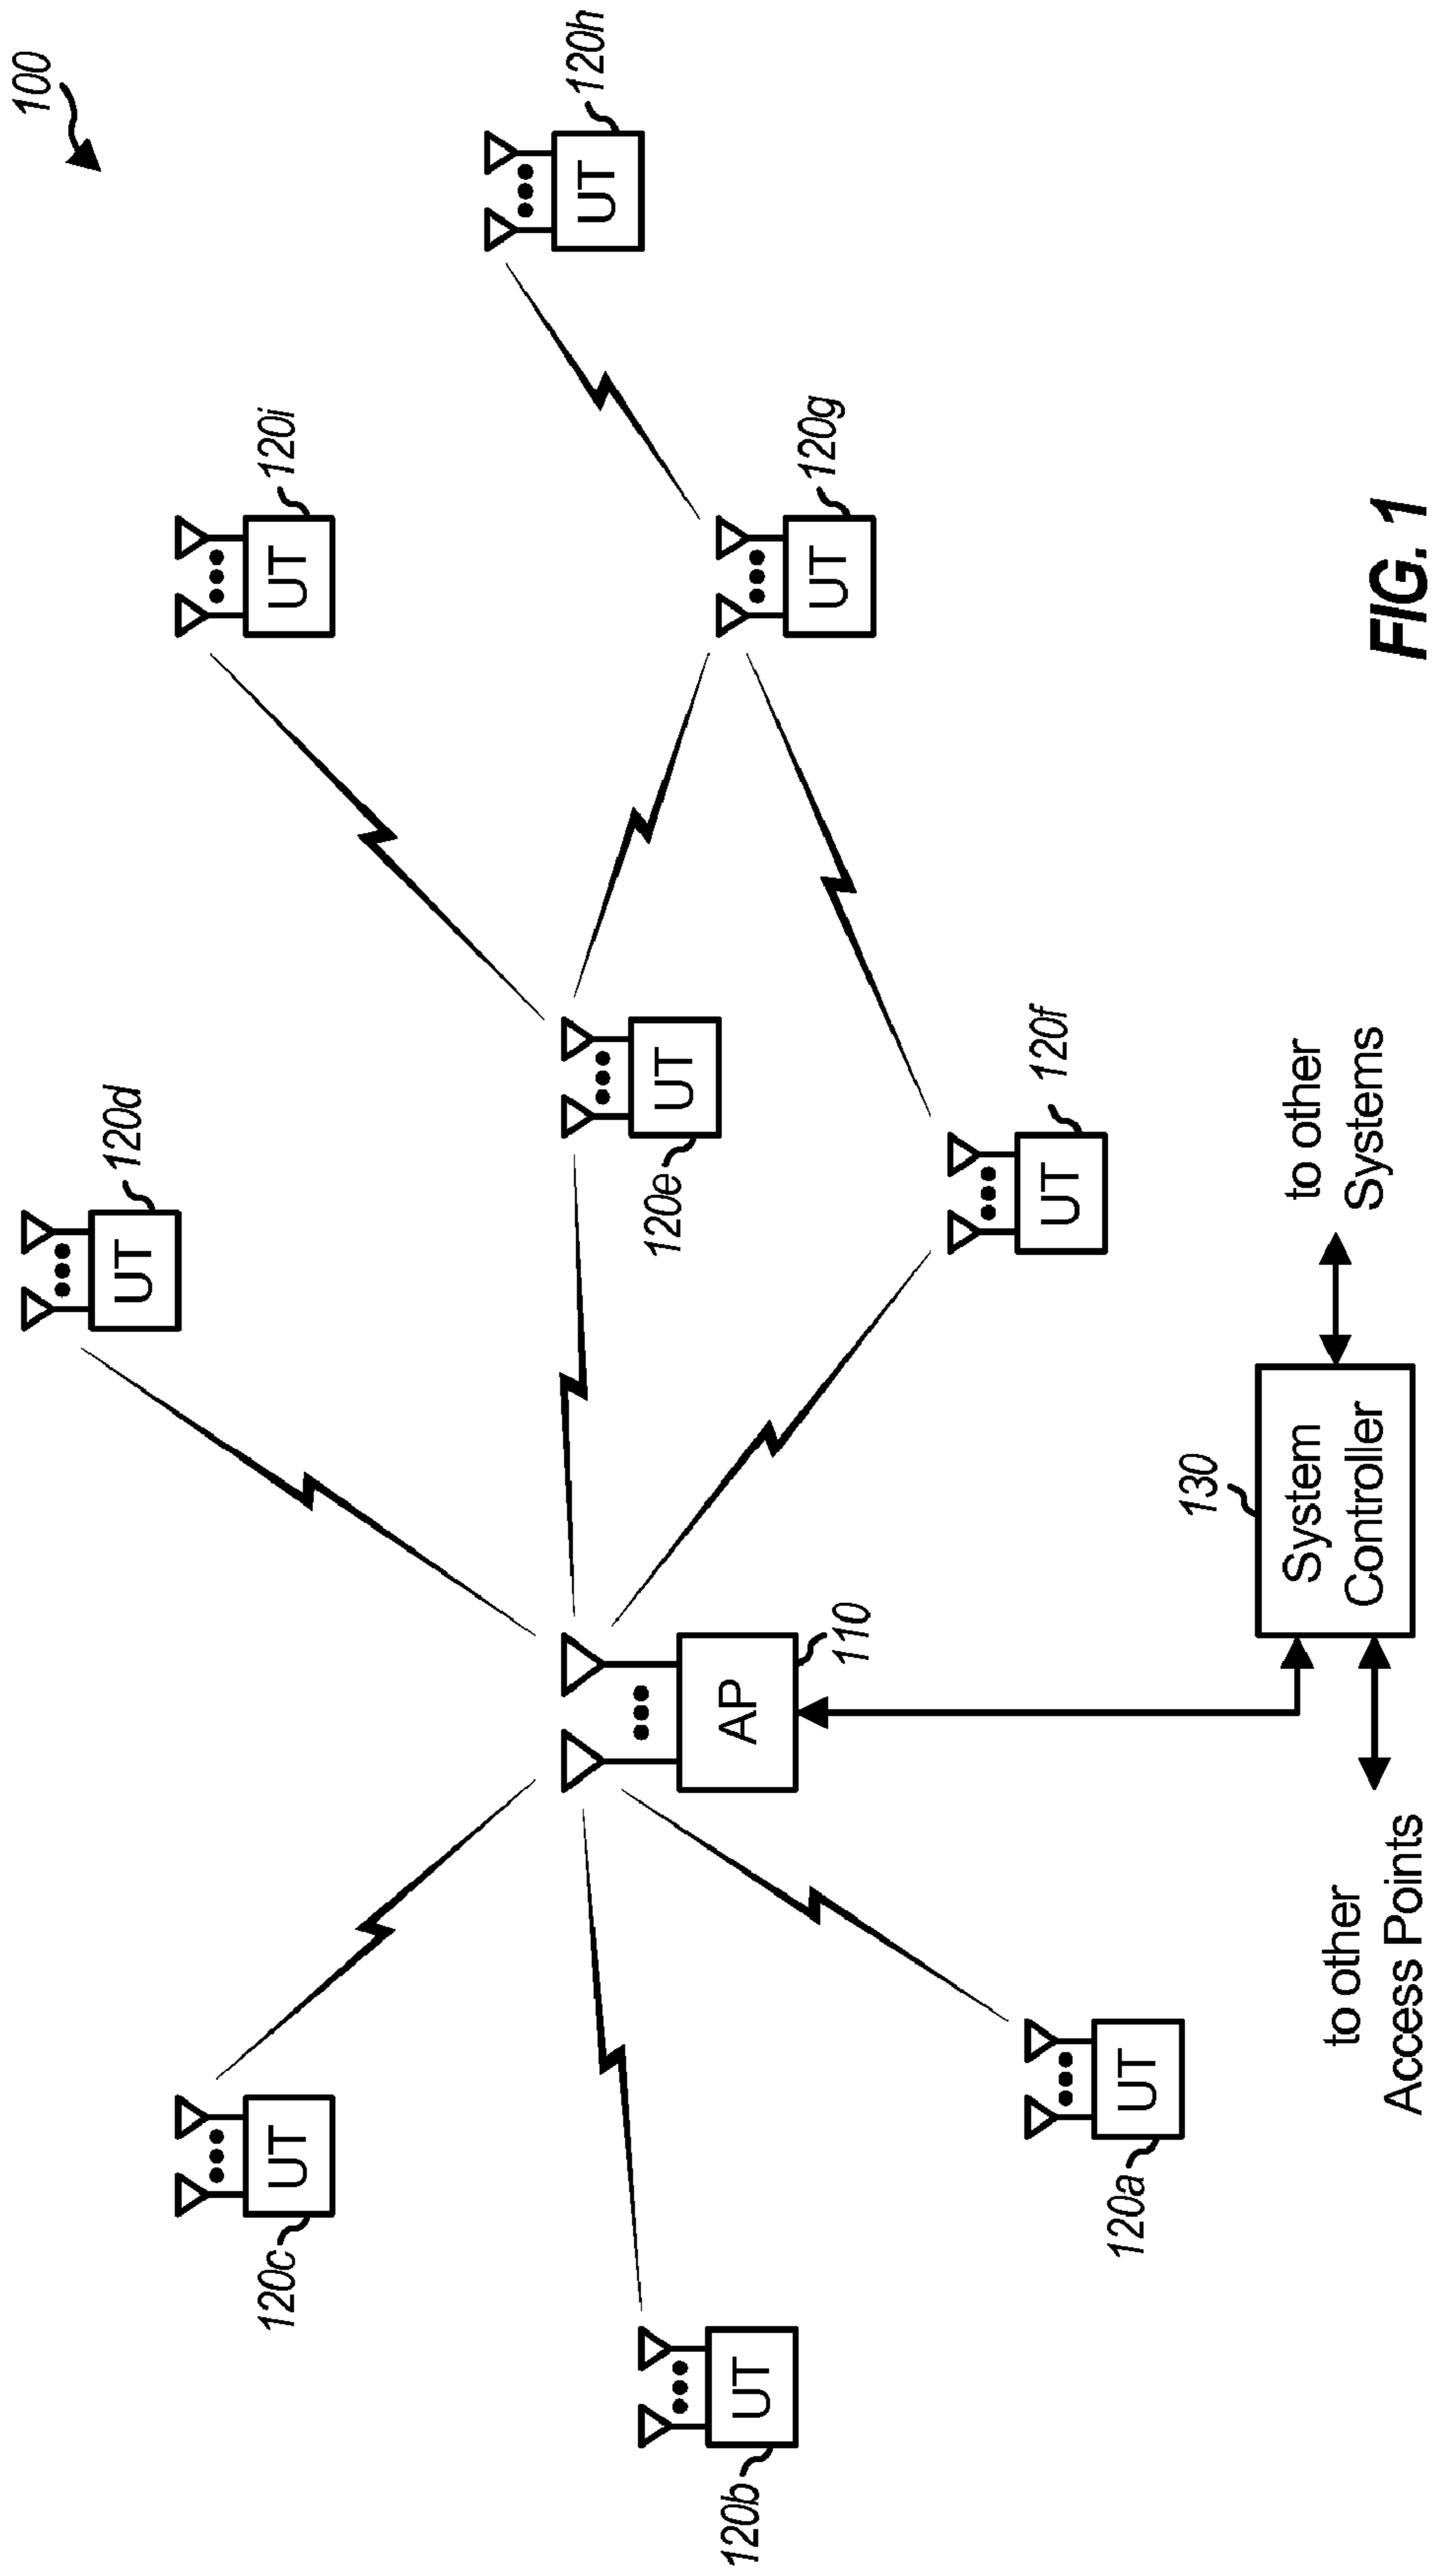 100
120d
UT
120i
UT
120c
UT
120h
UT
120e
UT
AP
110
120b
UT
120g
UT
120f
UT
120a
UT
130
System
Controller
to other
Systems
to other
Access Points
FIG. 1